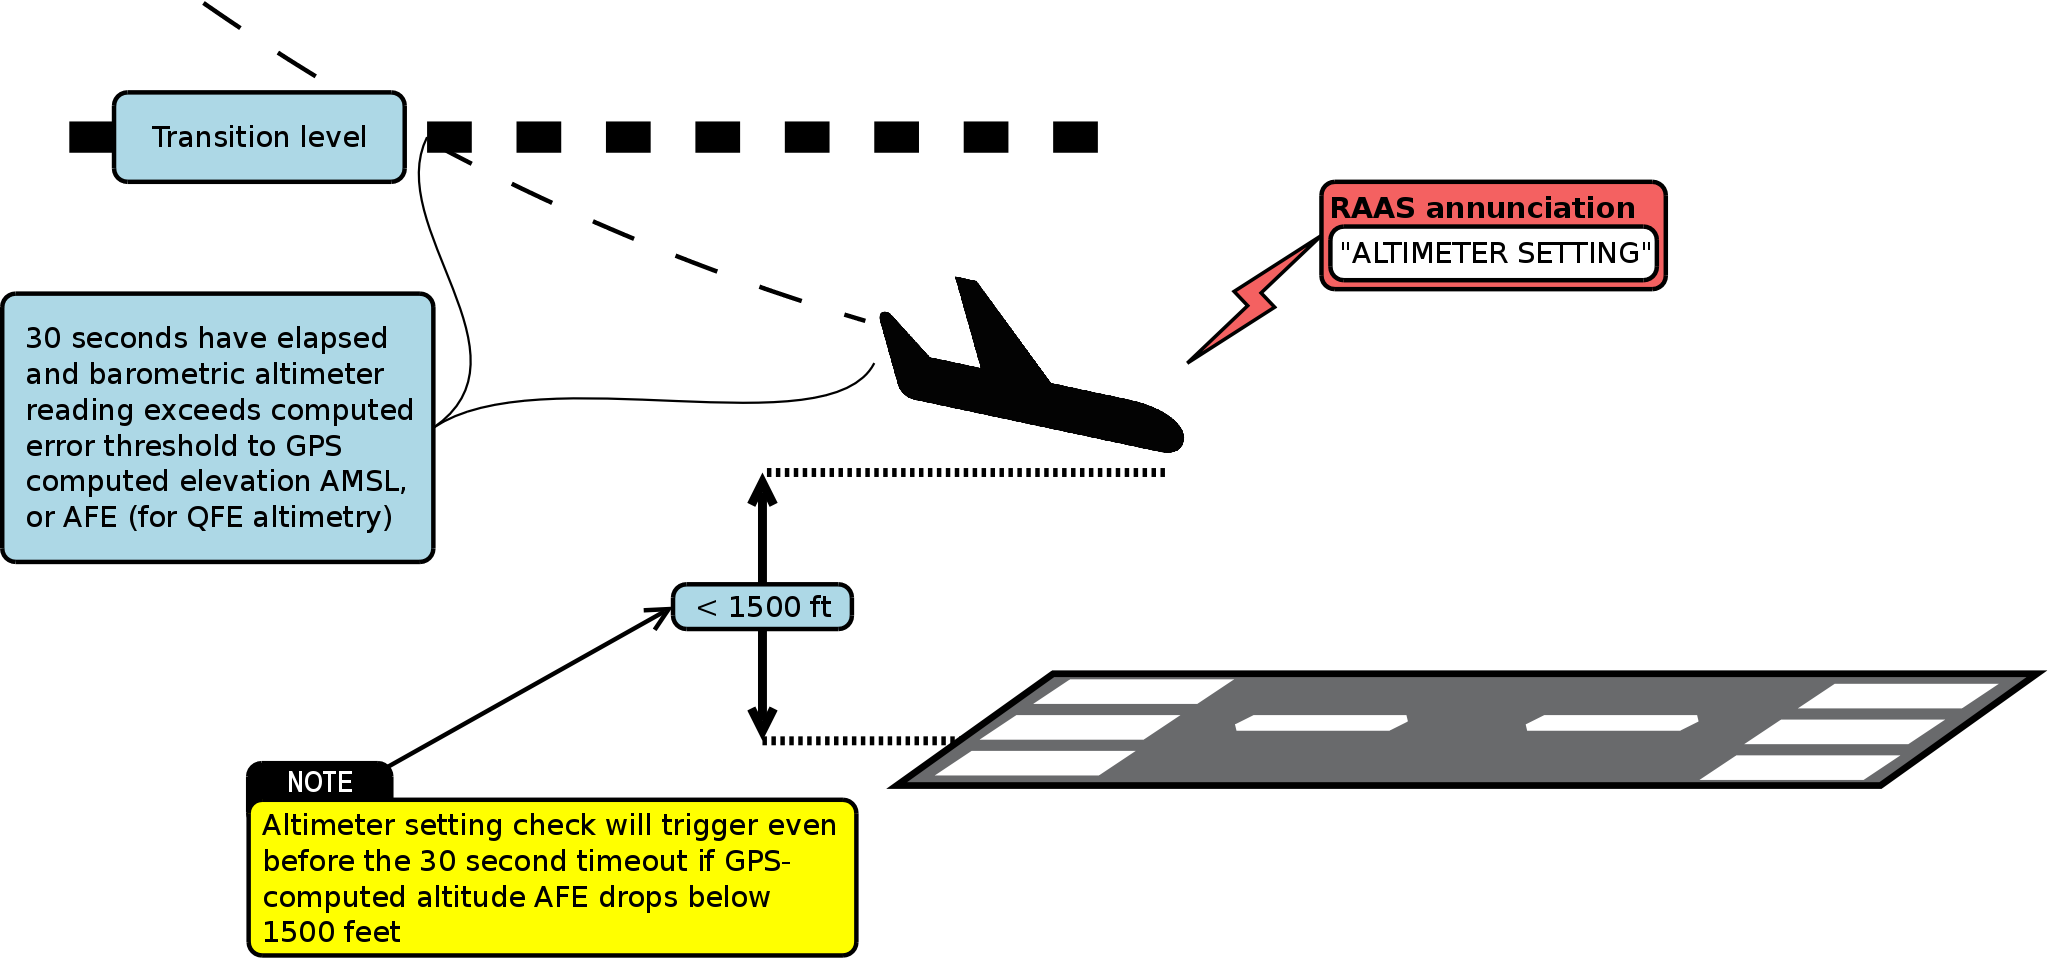 Transition level
RAAS annunciation
"ALTIMETER SETTING"
30 seconds have elapsed
and barometric altimeter
reading exceeds computed
error threshold to GPS
computed elevation AMSL,
or AFE (for QFE altimetry)
< 1500 ft
NOTE
Altimeter setting check will trigger even
before the 30 second timeout if GPS-
computed altitude AFE drops below
1500 feet